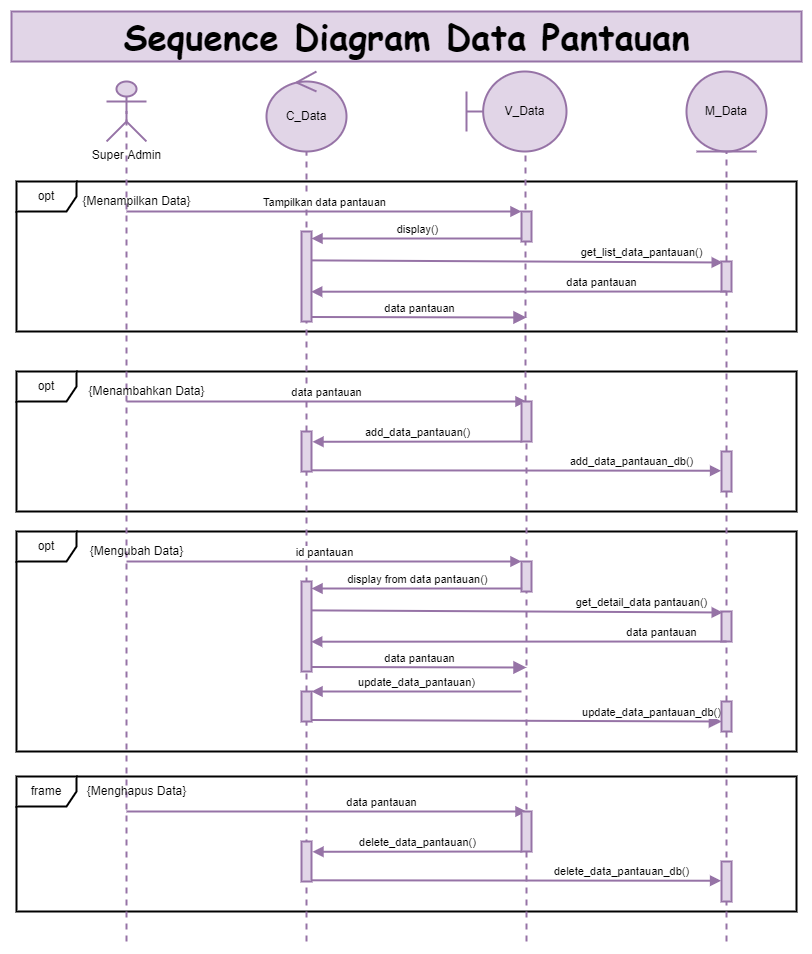 Sequence Diagram Data Pantauan
C_Data
V_Data
M_Data
Super Admin
opt
{Menampilkan Data}
Tampilkan data pantauan
display()
get_list_data_pantauan()
data pantauan
data pantauan
opt
{Menambahkan Data}
data pantauan
add_data_pantauan()
add_data_pantauan_db()
opt
{Mengubah Data}
id pantauan
display from data pantauan()
get_detail_data pantauan()
data pantauan
data pantauan
update_data_pantauan)
update_data_pantauan_db()
frame
{Menghapus Data}
data pantauan
delete_data_pantauan()
delete_data_pantauan_db()